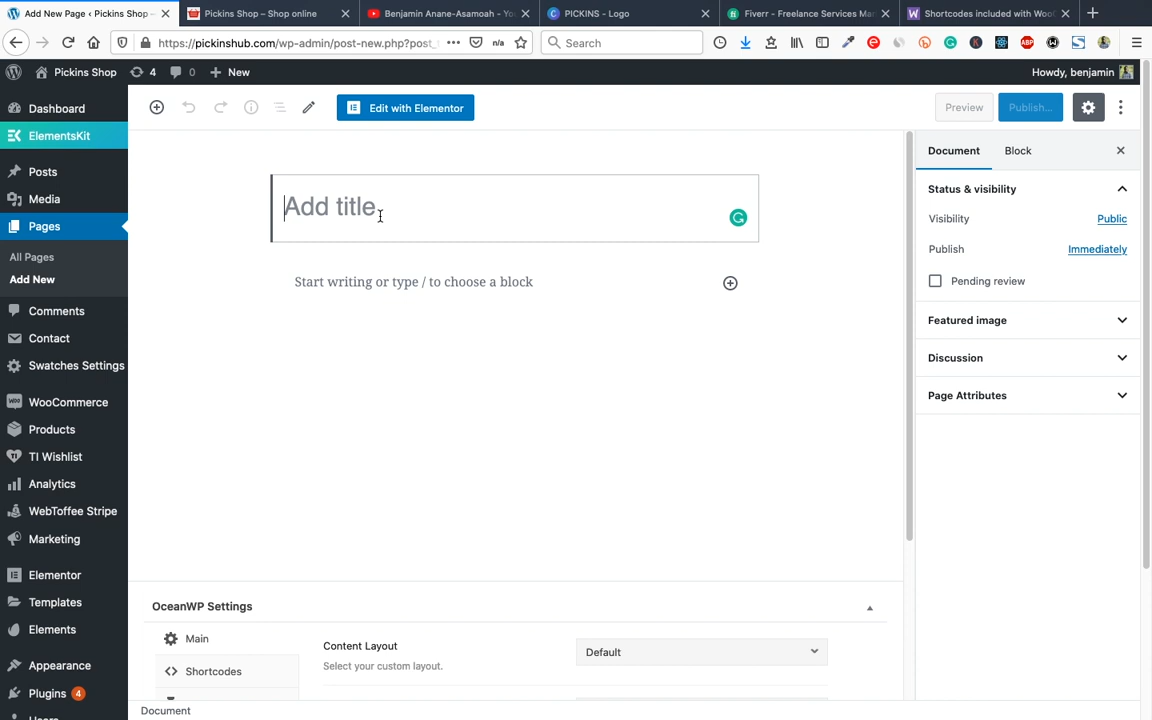 Add New Page ‹ Pickins Shop —
Pickins Shop – Shop online
Benjamin Anane-Asamoah - Yo
PICKINS - Logo
Fiverr - Freelance Services Mar
Shortcodes included with Woo
https://pickinshub.com/wp-admin/post-new.php?post_
n/a
Search
ABP
Pickins Shop
4
0
New
Howdy, benjamin
Dashboard
ElementsKit
Posts
Media
Pages
All Pages
Add New
Comments
Contact
Swatches Settings
WooCommerce
Products
TI Wishlist
Analytics
WebToffee Stripe
Marketing
Elementor
Templates
Elements
Appearance
Plugins 4
Users
Edit with Elementor
Preview
Publish...
Add title
Start writing or type / to choose a block
Document
Block
Status & visibility
Visibility
Public
Publish
Immediately
Pending review
Featured image
Discussion
Page Attributes
OceanWP Settings
Main
Shortcodes
Content Layout
Select your custom layout.
Default
Document